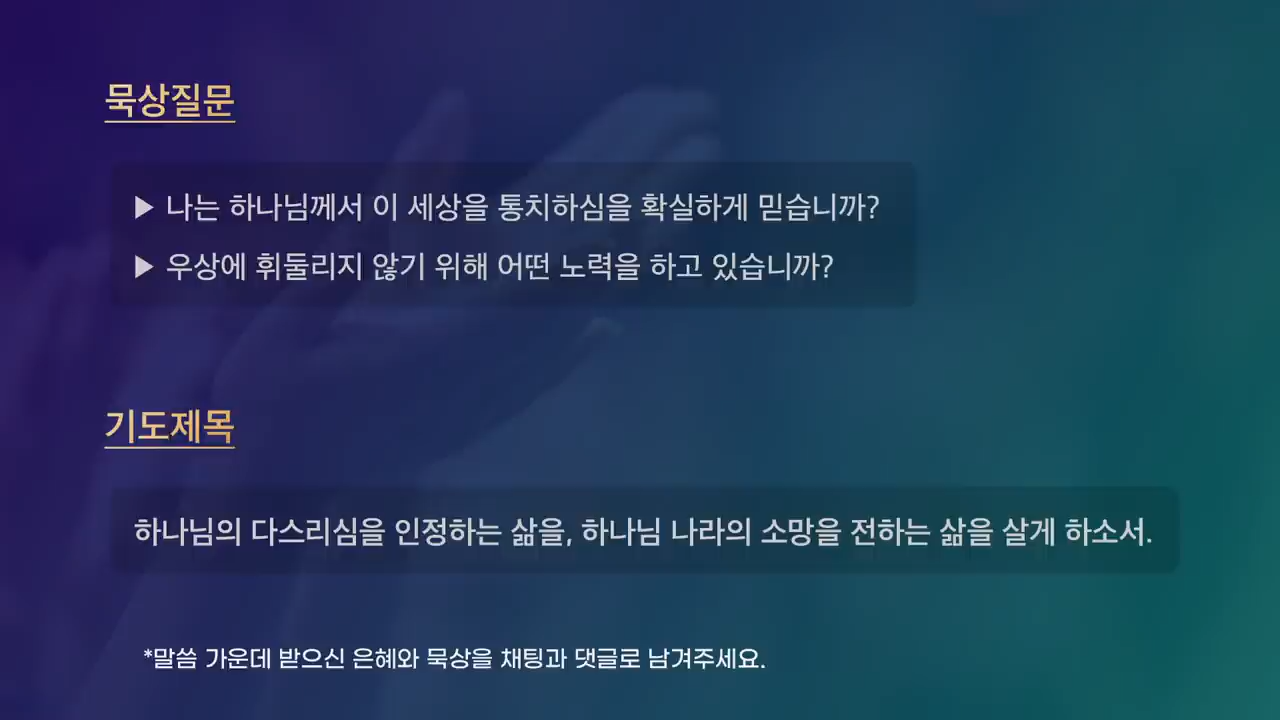 묵상질문
▶ 나는 하나님께서 이 세상을 통치하심을 확실하게 믿습니까?
▶ 우상에 휘둘리지 않기 위해 어떤 노력을 하고 있습니까?
기도제목
하나님의 다스리심을 인정하는 삶을, 하나님 나라의 소망을 전하는 삶을 살게 하소서.
*말씀 가운데 받으신 은혜와 묵상을 채팅과 댓글로 남겨주세요.